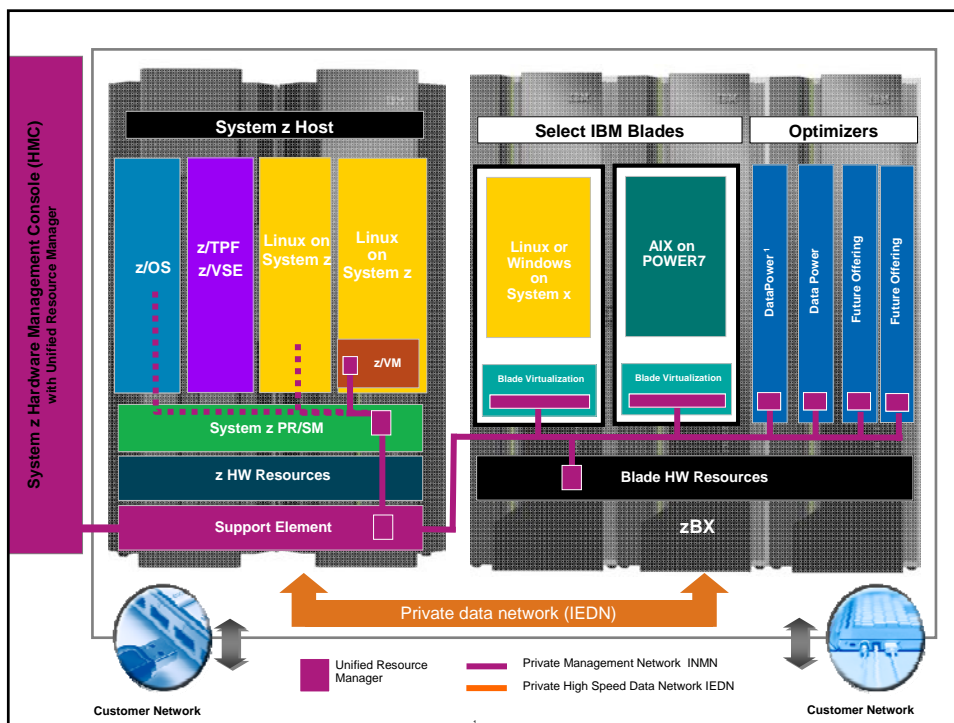 System z Hardware Management Console (HMC)
with Unified Resource Manager
System z Host
z/OS
z/TPF
z/VSE
Linux on
System z
Linux
on
System z
z/VM
System z PR/SM
z HW Resources
Support Element
Select IBM Blades
Optimizers
Linux or
Windows
on
System x
Blade Virtualization
AIX on
POWER7
Blade Virtualization
DataPower 1
Data Power
Future Offering
Future Offering
Blade HW Resources
zBX
Private data network (IEDN)
Customer Network
Unified Resource
Manager
Private Management Network INMN
Private High Speed Data Network IEDN
Customer Network